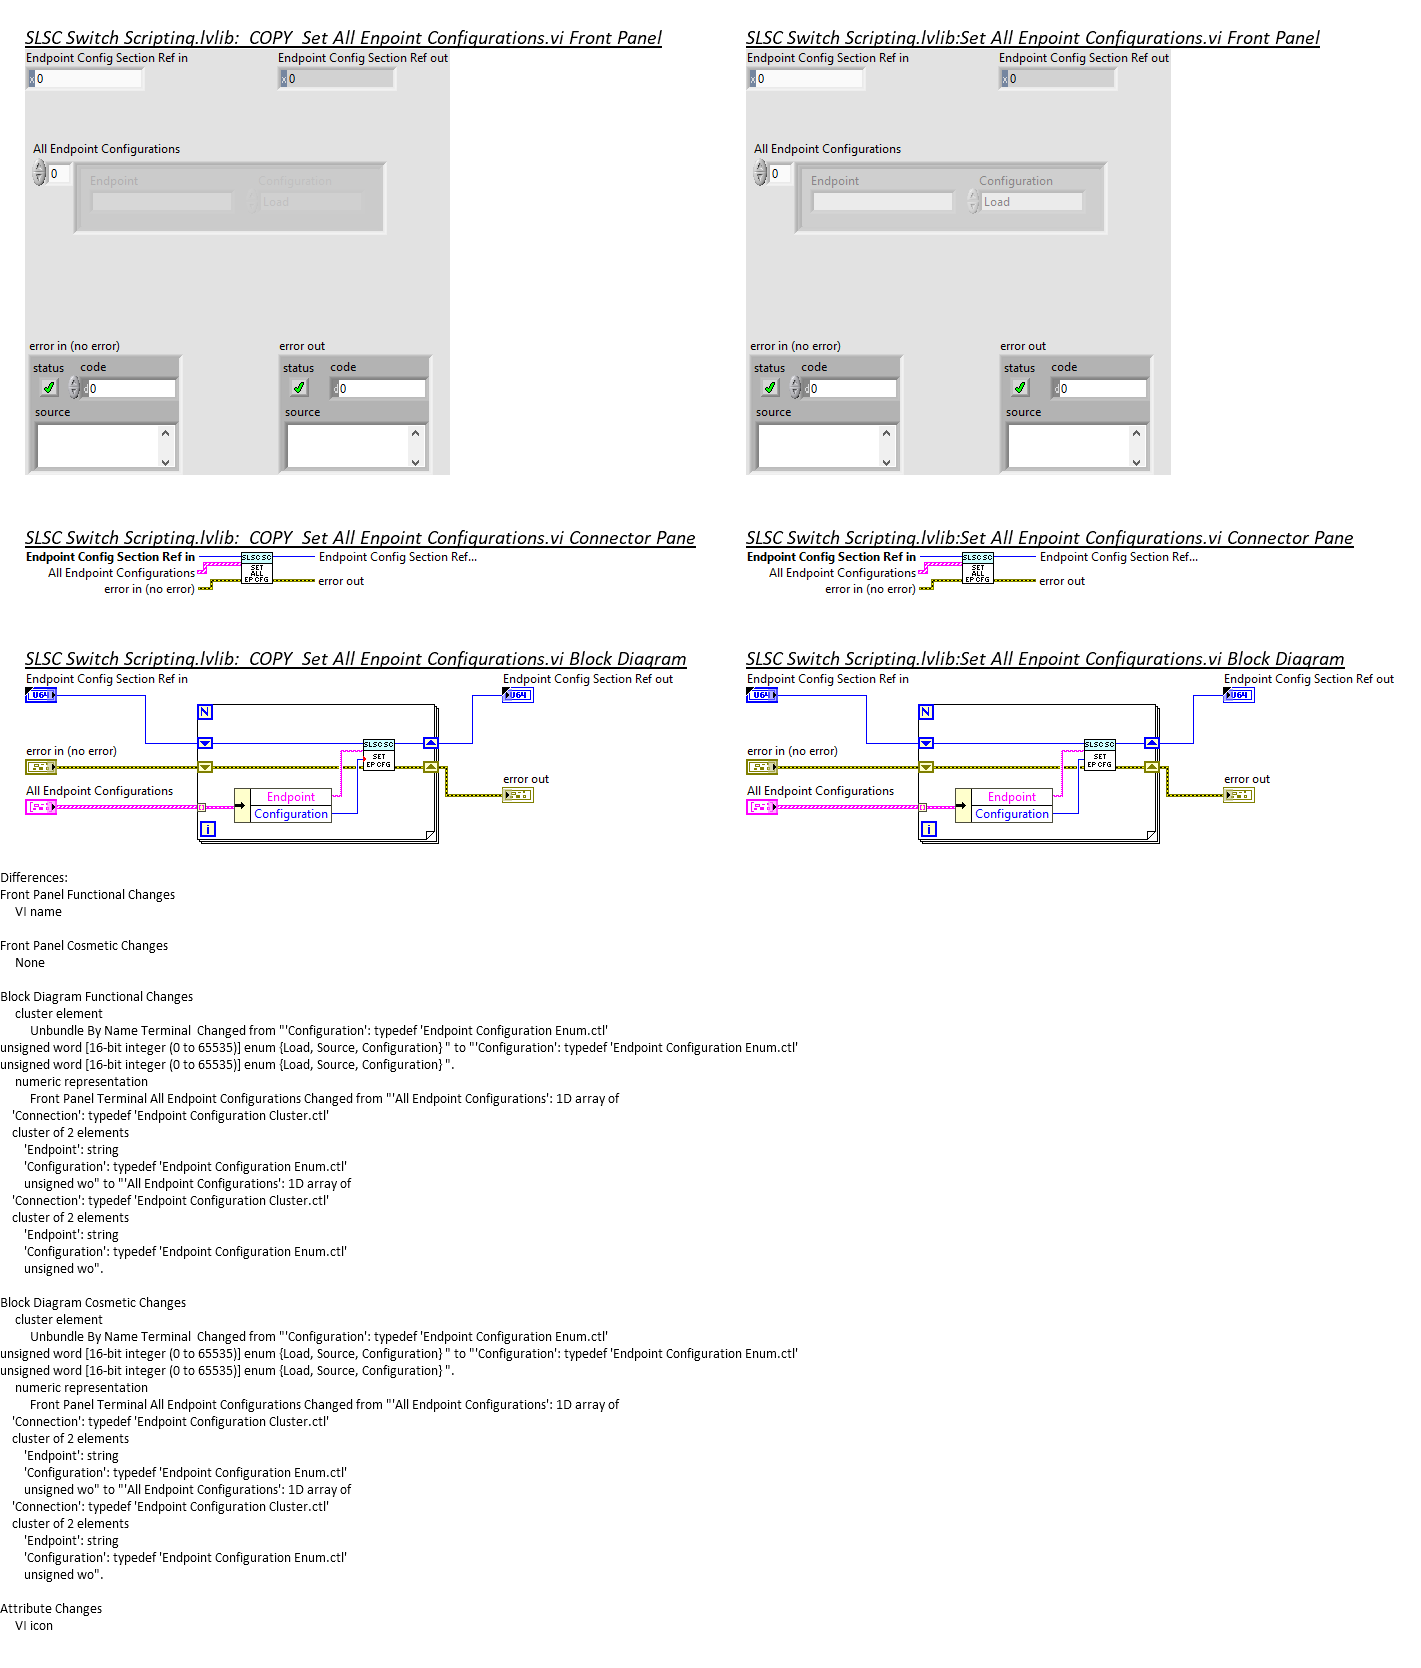 SLSC Switch Scripting.lvlib:_COPY_Set All Enpoint Configurations.vi Front Panel
Endpoint Config Section Ref in
Endpoint Config Section Ref out
x 0
x 0
All Endpoint Configurations
0
Endpoint
Configuration
Load
error in (no error)
error out
status code
status code
d 0
d 0
source
source
SLSC Switch Scripting.lvlib:Set All Enpoint Configurations.vi Front Panel
Endpoint Config Section Ref in
Endpoint Config Section Ref out
x 0
x 0
All Endpoint Configurations
0
Endpoint
Configuration
Load
error in (no error)
error out
status code
status code
d 0
d 0
source
source
SLSC Switch Scripting.lvlib:_COPY_Set All Enpoint Configurations.vi Connector Pane
Endpoint Config Section Ref in
All Endpoint Configurations
error in (no error)
SLSC SC
SET
ALL
EP CFG
Endpoint Config Section Ref...
error out
SLSC Switch Scripting.lvlib:Set All Enpoint Configurations.vi Connector Pane
Endpoint Config Section Ref in
All Endpoint Configurations
error in (no error)
SLSC SC
SET
ALL
EP CFG
Endpoint Config Section Ref...
error out
SLSC Switch Scripting.lvlib:_COPY_Set All Enpoint Configurations.vi Block Diagram
Endpoint Config Section Ref in
Endpoint Config Section Ref out
U64
U64
N
SLSC SC
SET
EP CFG
error in (no error)
error out
All Endpoint Configurations
Endpoint
Configuration
i
SLSC Switch Scripting.lvlib:Set All Enpoint Configurations.vi Block Diagram
Endpoint Config Section Ref in
Endpoint Config Section Ref out
U64
U64
N
SLSC SC
SET
EP CFG
error in (no error)
error out
All Endpoint Configurations
Endpoint
Configuration
i
Differences:
Front Panel Functional Changes
VI name
Front Panel Cosmetic Changes
None
Block Diagram Functional Changes
cluster element
Unbundle By Name Terminal  Changed from "'Configuration': typedef 'Endpoint Configuration Enum.ctl'
unsigned word [16-bit integer (0 to 65535)] enum {Load, Source, Configuration} " to "'Configuration': typedef 'Endpoint Configuration Enum.ctl'
unsigned word [16-bit integer (0 to 65535)] enum {Load, Source, Configuration} ".
numeric representation
Front Panel Terminal All Endpoint Configurations Changed from "'All Endpoint Configurations': 1D array of
'Connection': typedef 'Endpoint Configuration Cluster.ctl'
cluster of 2 elements
'Endpoint': string
'Configuration': typedef 'Endpoint Configuration Enum.ctl'
unsigned wo" to "'All Endpoint Configurations': 1D array of
'Connection': typedef 'Endpoint Configuration Cluster.ctl'
cluster of 2 elements
'Endpoint': string
'Configuration': typedef 'Endpoint Configuration Enum.ctl'
unsigned wo".
Block Diagram Cosmetic Changes
cluster element
Unbundle By Name Terminal  Changed from "'Configuration': typedef 'Endpoint Configuration Enum.ctl'
unsigned word [16-bit integer (0 to 65535)] enum {Load, Source, Configuration} " to "'Configuration': typedef 'Endpoint Configuration Enum.ctl'
unsigned word [16-bit integer (0 to 65535)] enum {Load, Source, Configuration} ".
numeric representation
Front Panel Terminal All Endpoint Configurations Changed from "'All Endpoint Configurations': 1D array of
'Connection': typedef 'Endpoint Configuration Cluster.ctl'
cluster of 2 elements
'Endpoint': string
'Configuration': typedef 'Endpoint Configuration Enum.ctl'
unsigned wo" to "'All Endpoint Configurations': 1D array of
'Connection': typedef 'Endpoint Configuration Cluster.ctl'
cluster of 2 elements
'Endpoint': string
'Configuration': typedef 'Endpoint Configuration Enum.ctl'
unsigned wo".
Attribute Changes
VI icon